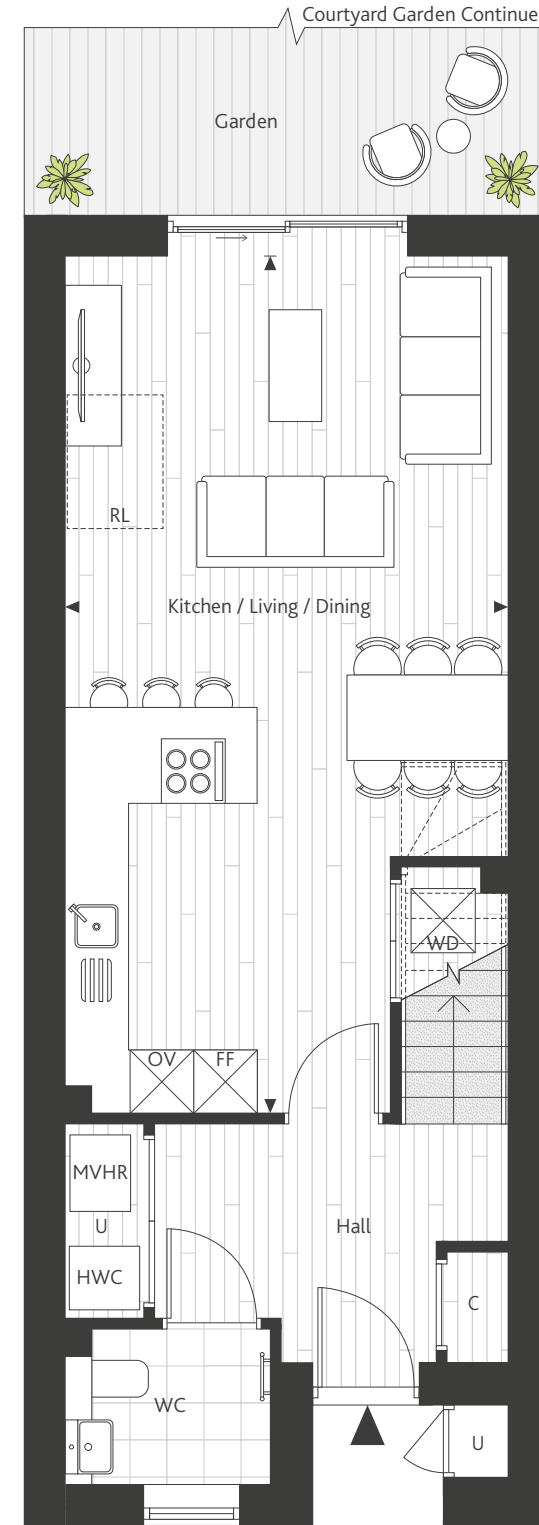 Courtyard Garden Continue
Garden
RL
Kitchen / Living / Dining
WD
OV
FF
MVHR
U
HWC
Hall
C
WC
U